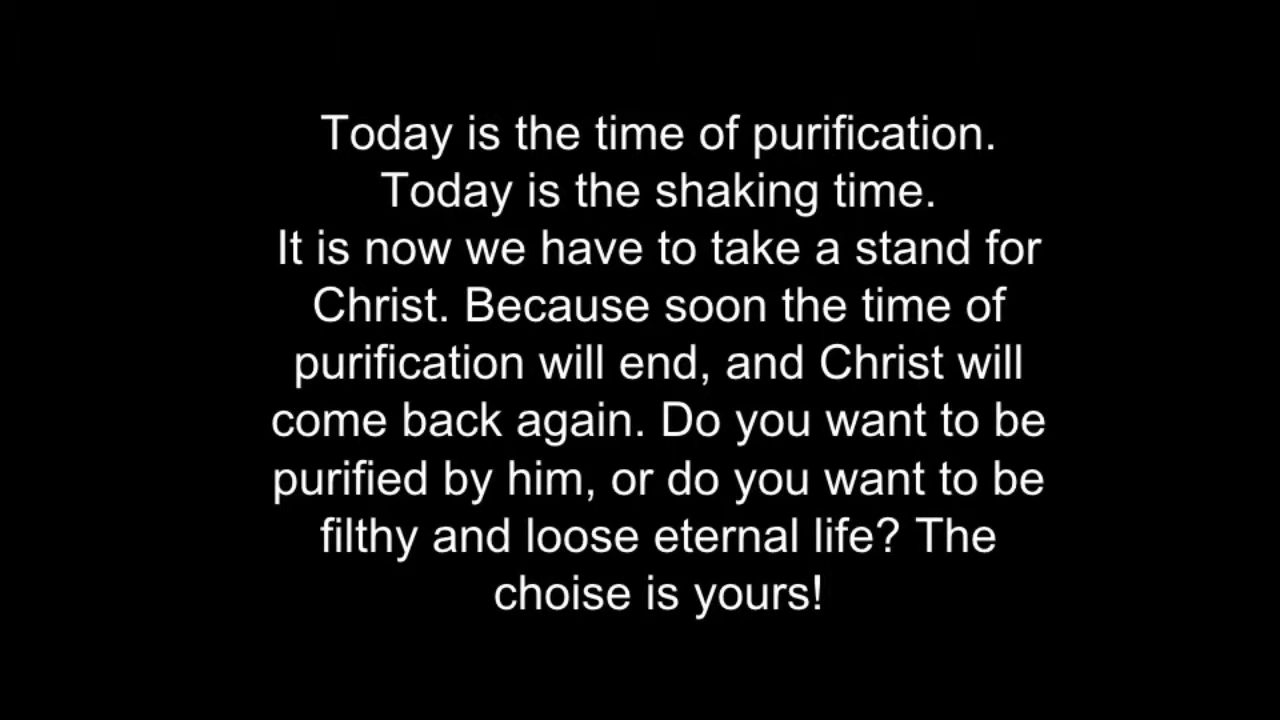 Today is the time of purification.
Today is the shaking time.
It is now we have to take a stand for
Christ. Because soon the time of
purification will end, and Christ will
come back again. Do you want to be
purified by him, or do you want to be
filthy and loose eternal life? The
choise is yours!